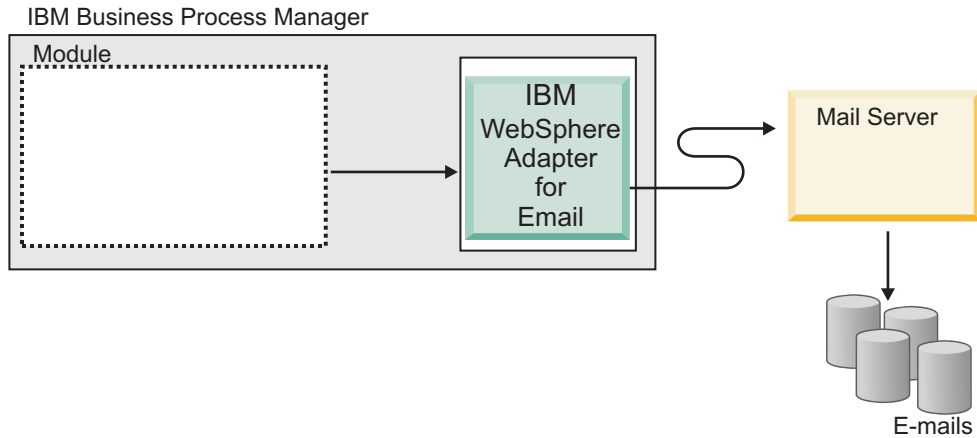 IBM Business Process Manager
Module
IBM
WebSphere
Adapter
for
Email
Mail Server
E-mails